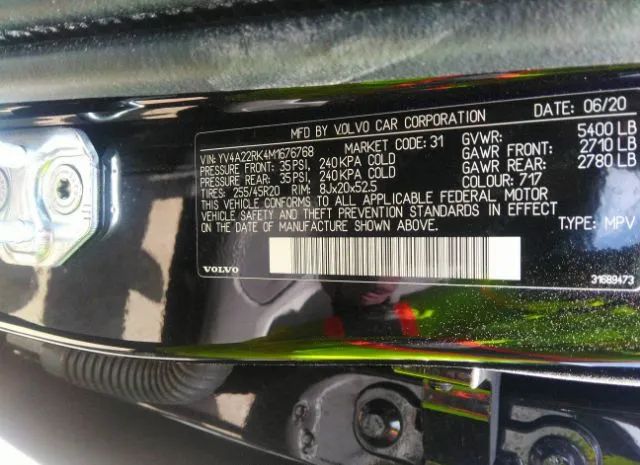 MFD BY VOLVO CAR CORPORATION DATE: 06/20
VIN: YV4A22RK4M1676768 MARKET CODE: 31 GVWR: 5400 LB
PRESSURE FRONT: 35 PSI, 240 KPA COLD GAWR FRONT: 2710 LB
PRESSURE REAR: 35 PSI, 240 KPA COLD GAWR REAR: 2780 LB
TIRES: 255/45R20 RIM: 8Jx20x52.5 COLOUR: 717
THIS VEHICLE CONFORMS TO ALL APPLICABLE FEDERAL MOTOR
VEHICLE SAFETY AND THEFT PREVENTION STANDARDS IN EFFECT
ON THE DATE OF MANUFACTURE SHOWN ABOVE. TYPE: MPV
VOLVO 31689473